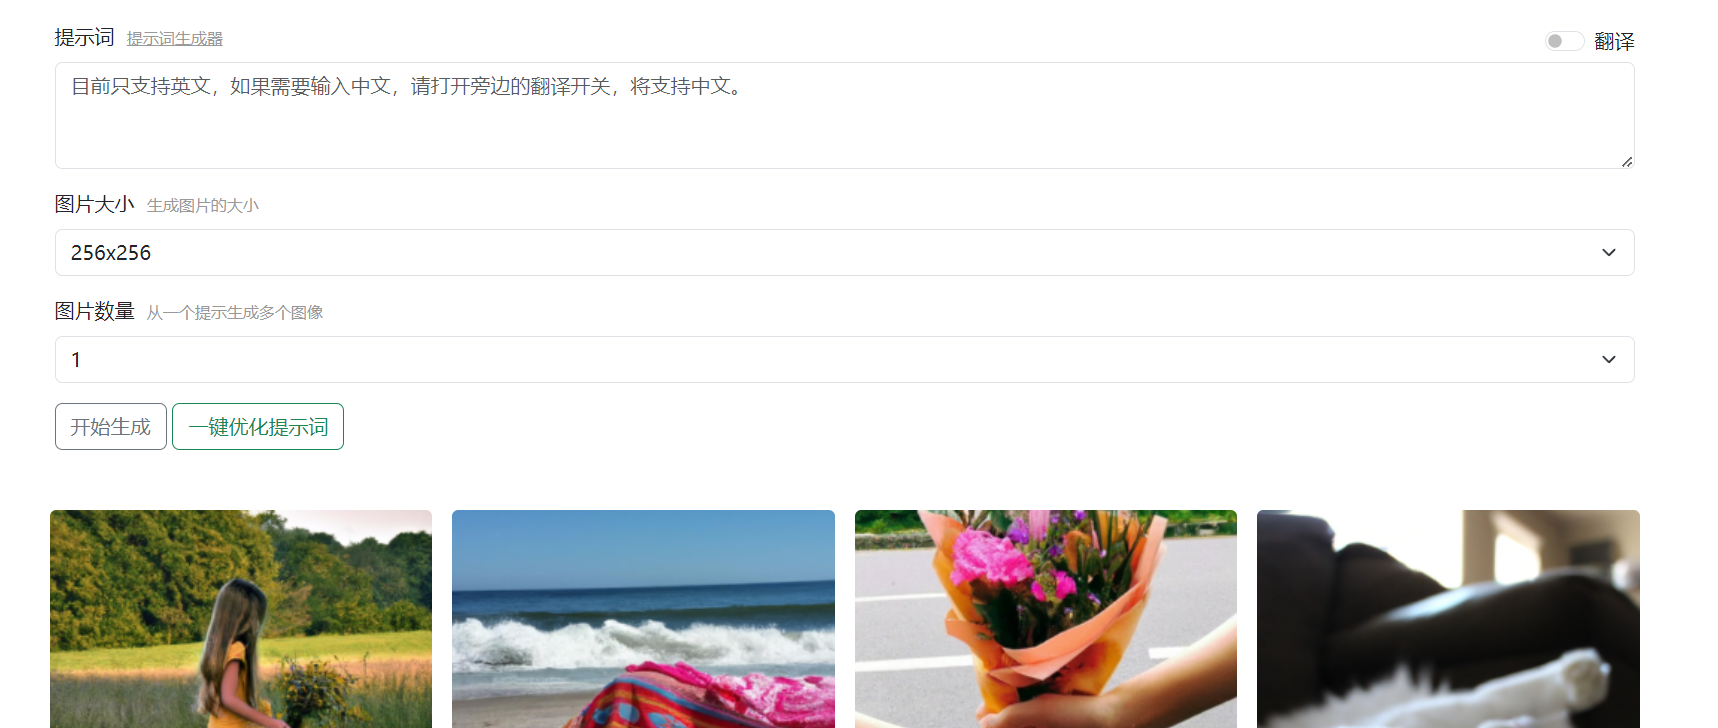 提示词 提示词生成器 翻译
目前只支持英文，如果需要输入中文，请打开旁边的翻译开关，将支持中文。
图片大小 生成图片的大小
256x256
图片数量 从一个提示生成多个图像
1
开始生成 一键优化提示词